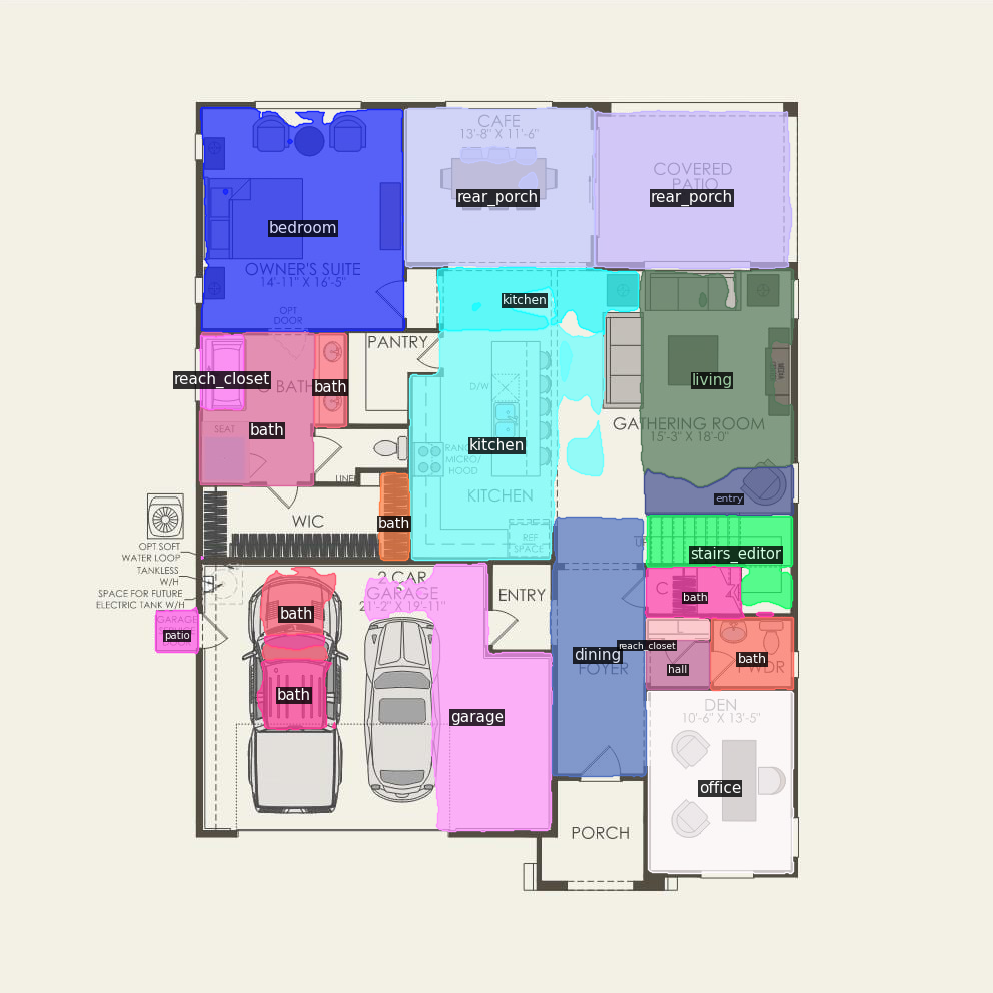 CAFE
13'-8" X 11'-6"
COVERED
PATIO
rear_porch
rear_porch
bedroom
OWNER'S SUITE
14'-11" X 16'-5"
OPT
DOOR
kitchen
PANTRY
reach_closet
bath
BATH
bath
living
MEDIA
D/W
GATHERING ROOM
15'-3" X 18'-0"
SEAT
kitchen
MICRO/
HOOD
KITCHEN
entry
WIC
bath
REF
SPACE
UP
stairs_editor
OPT SOFT
WATER LOOP
TANKLESS
W/H
SPACE FOR FUTURE
ELECTRIC TANK W/H
2 CAR
GARAGE
21'-2" X 19'-11"
ENTRY
bath
bath
GARAGE
patio
dining
FOYER
reach_closet
hall
bath
PWDR
bath
garage
DEN
10'-6" X 13'-5"
office
PORCH